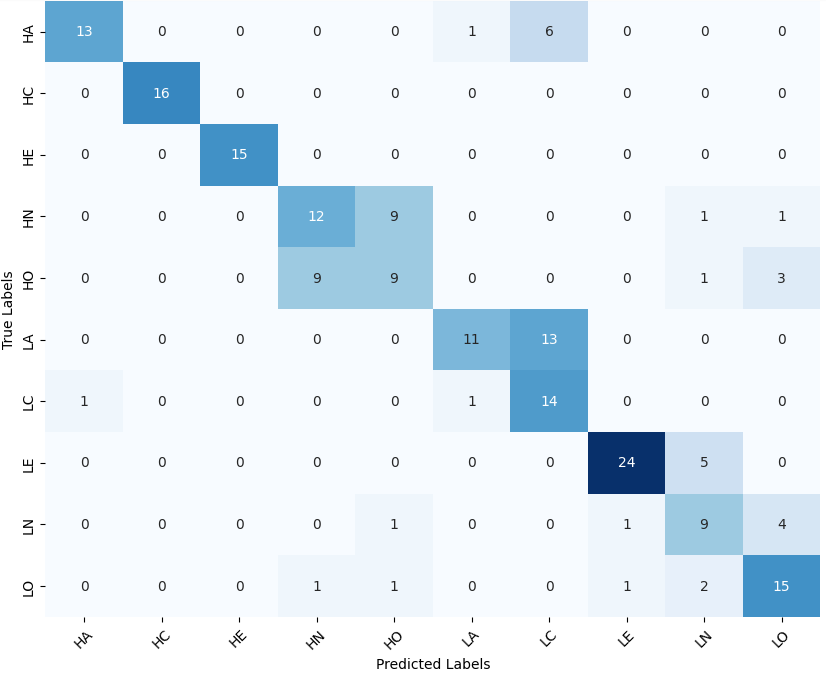 HA 13 0 0 0 0 1 6 0 0 0
HC 0 16 0 0 0 0 0 0 0 0
HE 0 0 15 0 0 0 0 0 0 0
HN 0 0 0 12 9 0 0 0 1 1
HO 0 0 0 9 9 0 0 0 1 3
LA 0 0 0 0 0 11 13 0 0 0
LC 1 0 0 0 0 1 14 0 0 0
LE 0 0 0 0 0 0 0 24 5 0
LN 0 0 0 0 1 0 0 1 9 4
LO 0 0 0 1 1 0 0 1 2 15
True Labels
HA HC HE HN HO LA LC LE LN LO
Predicted Labels